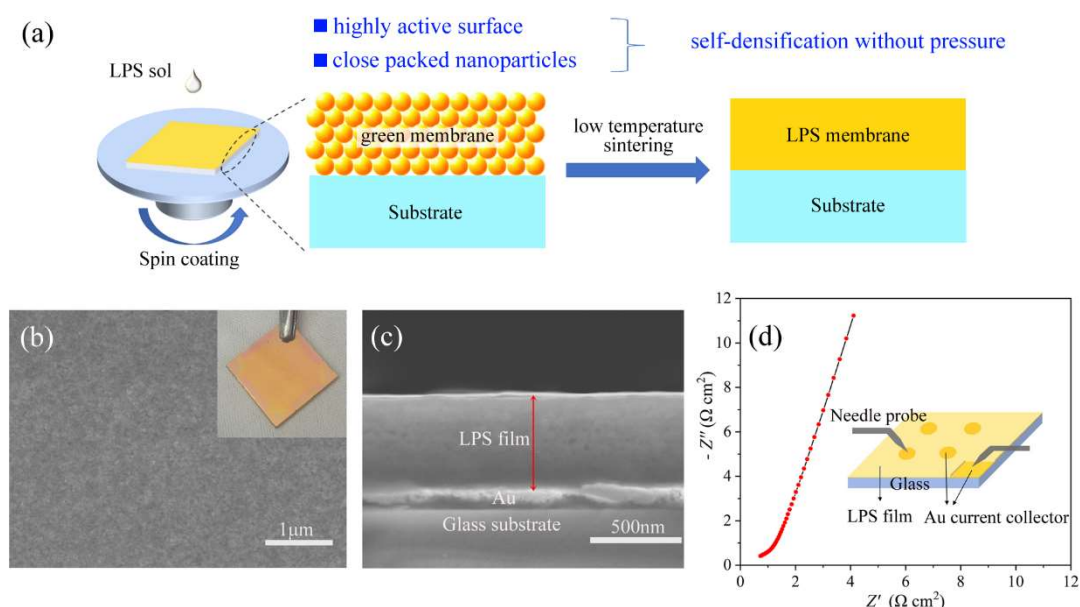 (a)
■ highly active surface
■ close packed nanoparticles
self-densification without pressure
LPS sol
green membrane
Substrate
Spin coating
low temperature
sintering
LPS membrane
Substrate
(b)
1μm
(c)
LPS film
Au
Glass substrate
500nm
(d)
12
10
8
6
4
2
0
- Z'' (Ω cm²)
Needle probe
Glass
LPS film
Au current collector
0 2 4 6 8 10 12
Z' (Ω cm²)